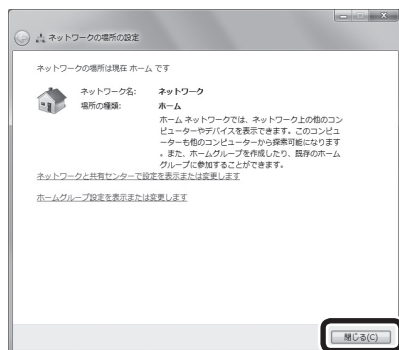 ネットワークの場所の設定
ネットワークの場所は現在 ホーム です
ネットワーク名: ネットワーク
場所の種類: ホーム
ホーム ネットワークでは、ネットワーク上の他のコン
ピューターやデバイスを表示できます。このコンピュ
ーターも他のコンピューターから探索可能になります
。また、ホームグループを作成したり、既存のホーム
グループに参加することができます。
ネットワークと共有センターで設定を表示または変更します
ホームグループ設定を表示または変更します
閉じる(C)